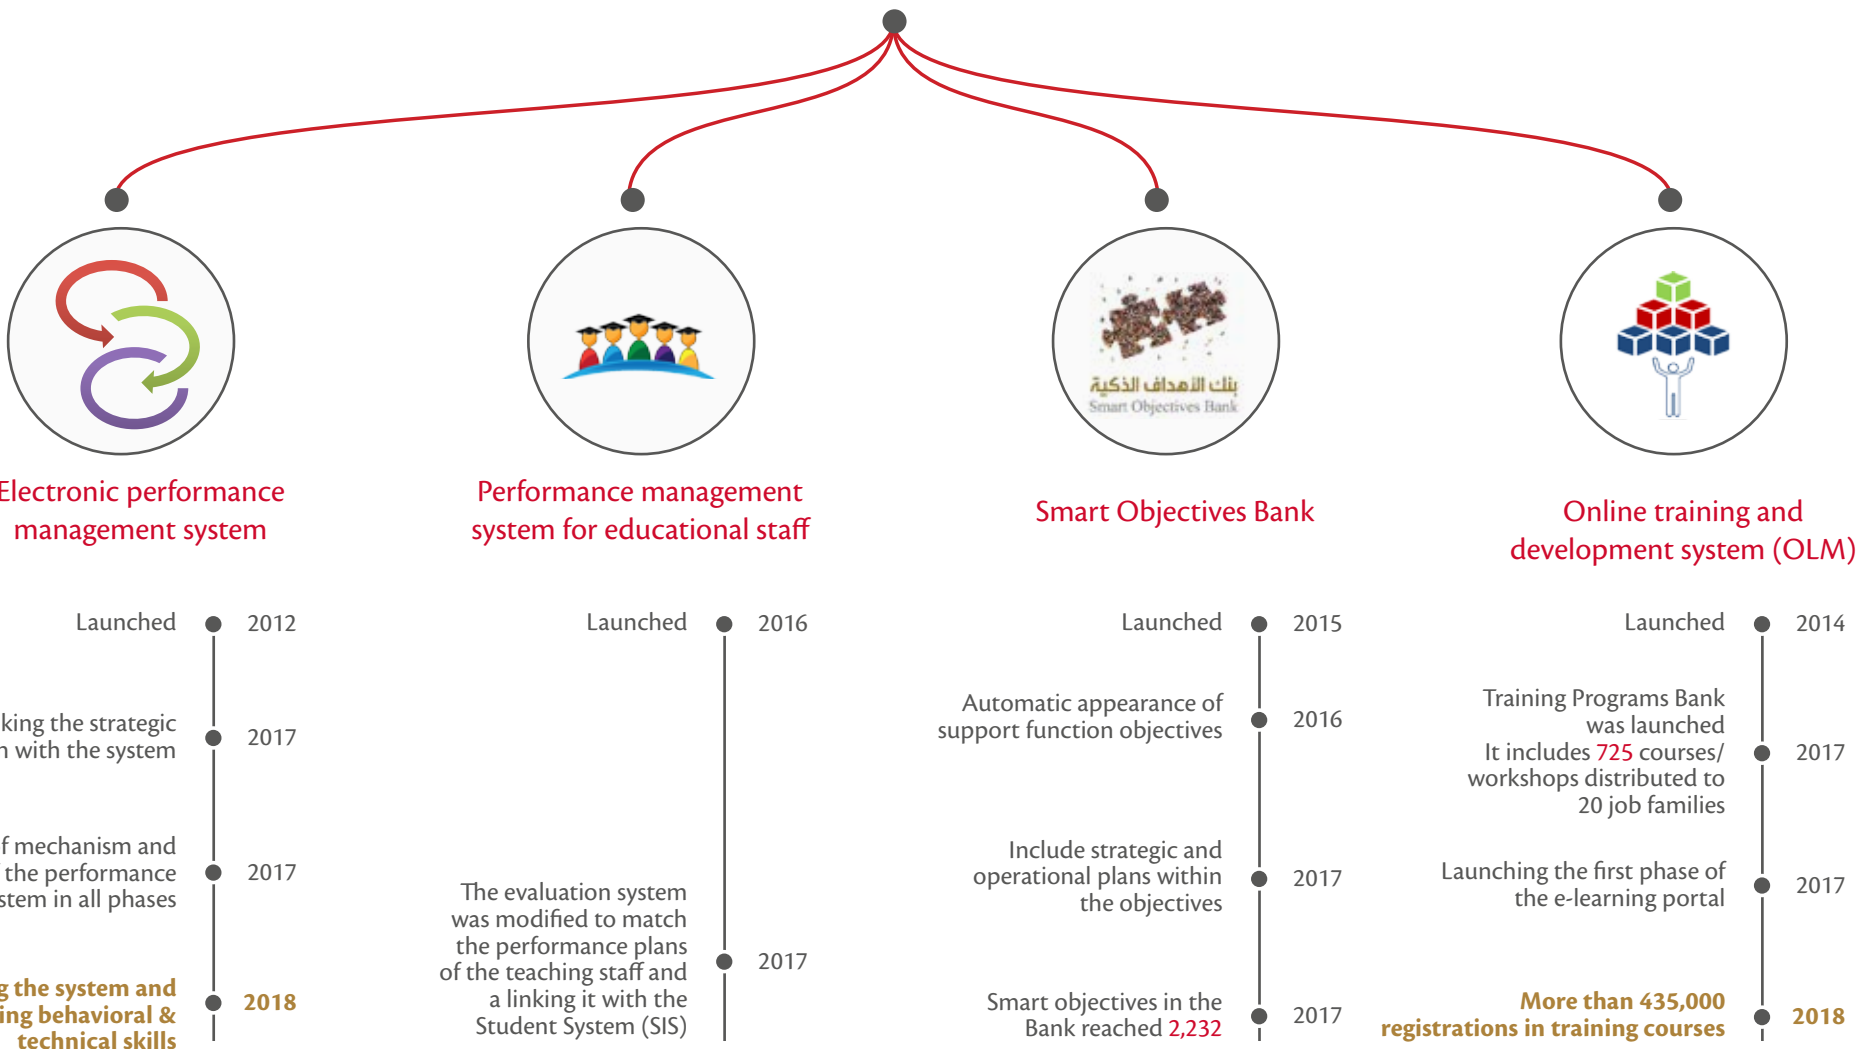 بنك الأهداف الذكية
Smart Objectives Bank
Electronic performance
management system
Launched 2012
the strategic
with the system
2017
mechanism and
the performance
in all phases
2017
the system and
behavioral &
technical skills
2018
Performance management
system for educational staff
Launched 2016
The evaluation system
was modified to match
the performance plans
of the teaching staff and
a linking it with the
Student System (SIS)
2017
Smart Objectives Bank
Launched 2015
Automatic appearance of
support function objectives
2016
Include strategic and
operational plans within
the objectives
2017
Smart objectives in the
Bank reached 2,232
2017
Online training and
development system (OLM)
Launched 2014
Training Programs Bank
was launched
It includes 725 courses/
workshops distributed to
20 job families
2017
Launching the first phase of
the e-learning portal
2017
More than 435,000
registrations in training courses
2018